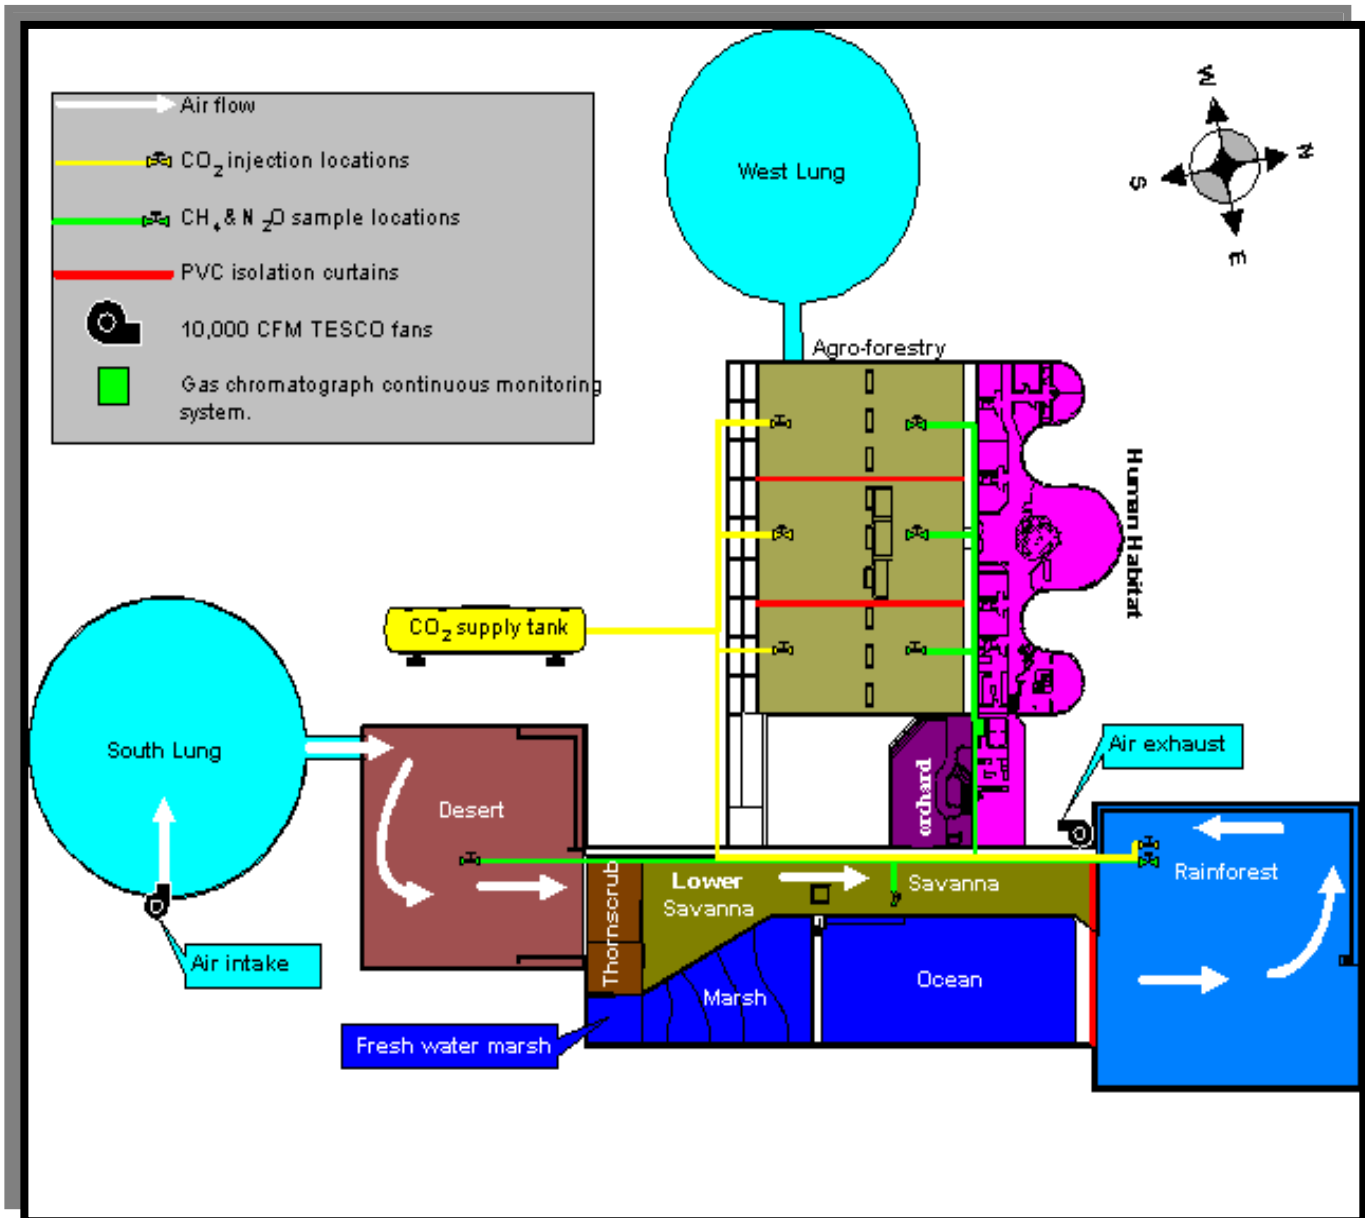 Air flow
CO2 injection locations
CH4 & N2O sample locations
PVC isolation curtains
10,000 CFM TESCO fans
Gas chromatograph continuous monitoring
system.
West Lung
W
N
S
E
Agro-forestry
Human Habitat
CO2 supply tank
South Lung
Desert
orchard
Air exhaust
Rainforest
Thornscrub
Lower
Savanna
Savanna
Air intake
Marsh
Ocean
Fresh water marsh